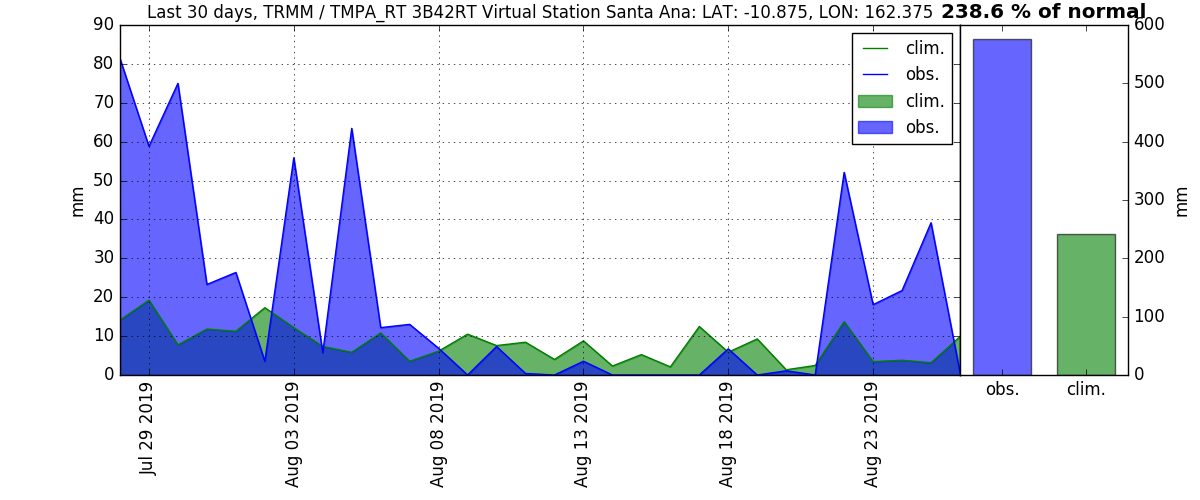 Last 30 days, TRMM / TMPA_RT 3B42RT Virtual Station Santa Ana: LAT: -10.875, LON: 162.375 238.6 % of normal
90
80
70
60
50
40
30
20
10
0
mm
clim.
obs.
clim.
obs.
Jul 29 2019
Aug 03 2019
Aug 08 2019
Aug 13 2019
Aug 18 2019
Aug 23 2019
600
500
400
300
200
100
0
mm
obs.
clim.